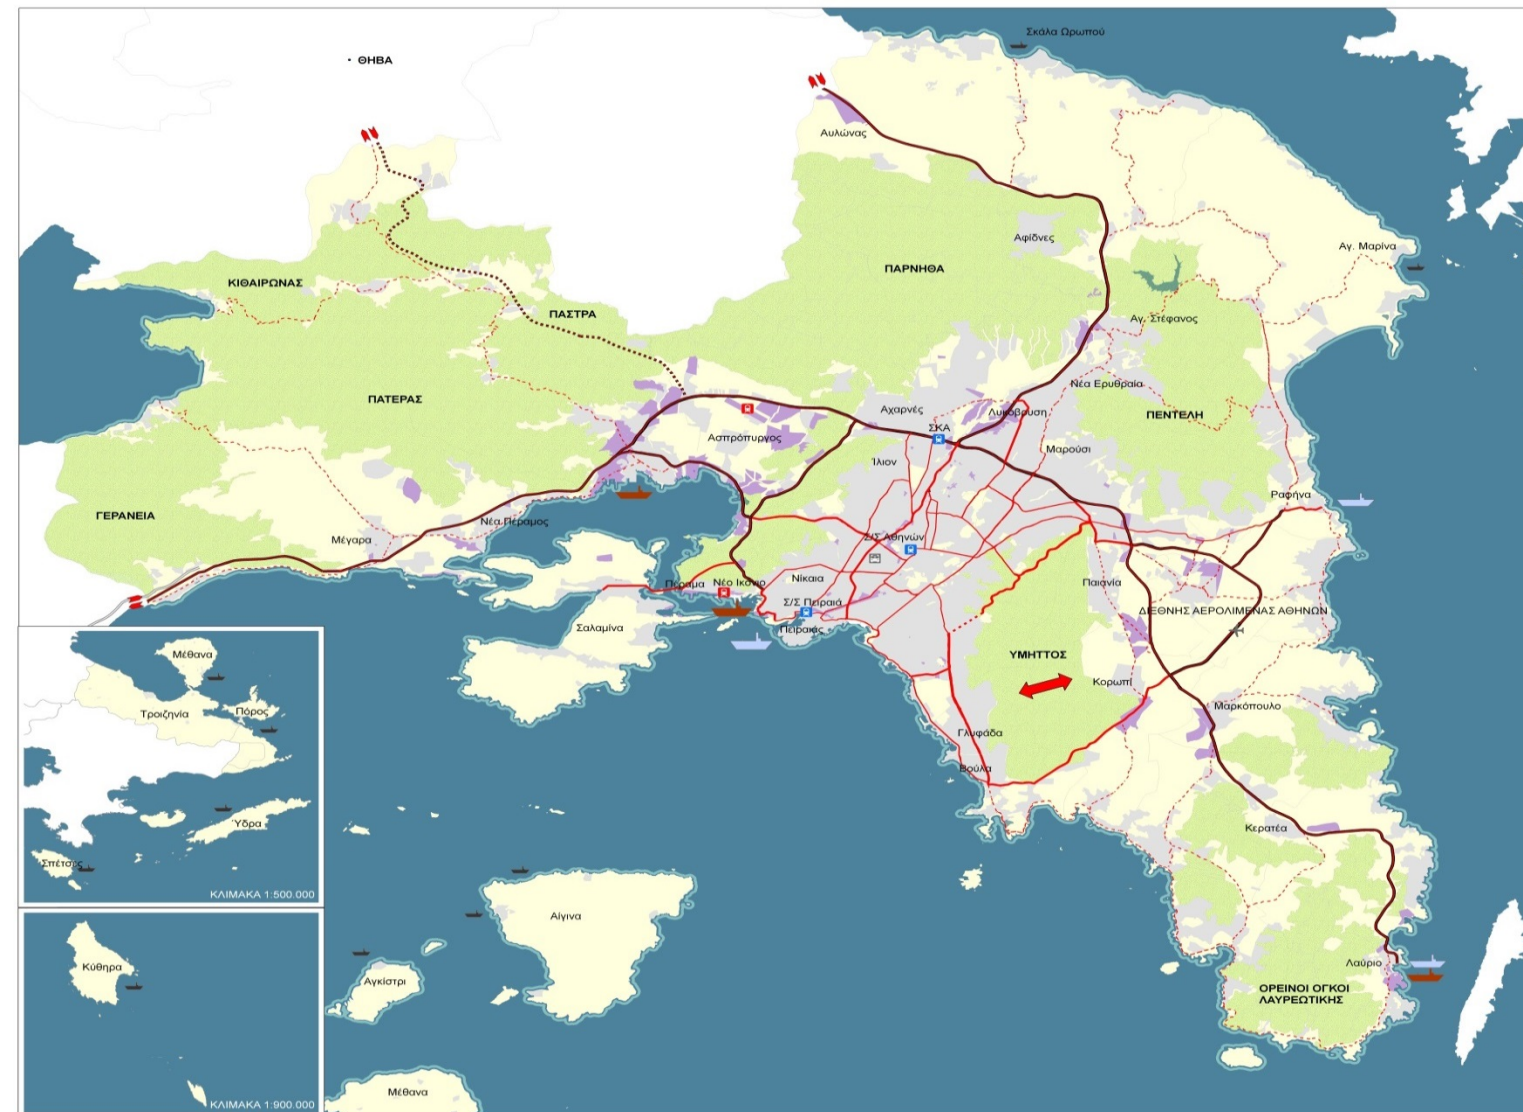 Σκάλα Ωρωπού
ΘΗΒΑ
Αυλώνας
Αφίδνες
Αγ. Μαρίνα
ΠΑΡΝΗΘΑ
ΚΙΘΑΙΡΩΝΑΣ
ΠΑΣΤΡΑ
Αγ. Στέφανος
Νέα Ερυθραία
ΠΑΤΕΡΑΣ
Αχαρνές
Λυκόβρυση
ΠΕΝΤΕΛΗ
ΣΚΑ
Ασπρόπυργος
Μαρούσι
Ίλιον
Ραφήνα
ΓΕΡΑΝΕΙΑ
Νέα Πέραμος
Μέγαρα
Σ/Σ Αθηνών
Πέραμα
Νέο Ικόνιο
Νίκαια
Παιανία
Σ/Σ Πειραιά
ΔΙΕΘΝΗΣ ΑΕΡΟΛΙΜΕΝΑΣ ΑΘΗΝΩΝ
Σαλαμίνα
Πειραιάς
ΥΜΗΤΤΟΣ
Μέθανα
Κορωπί
Τροιζηνία
Πόρος
Μαρκόπουλο
Γλυφάδα
Βούλα
Ύδρα
Κερατέα
Σπέτσες
ΚΛΙΜΑΚΑ 1:500.000
Αίγινα
Κύθηρα
Αγκίστρι
Λαύριο
ΟΡΕΙΝΟΙ ΟΓΚΟΙ
ΛΑΥΡΕΩΤΙΚΗΣ
Μέθανα
ΚΛΙΜΑΚΑ 1:900.000